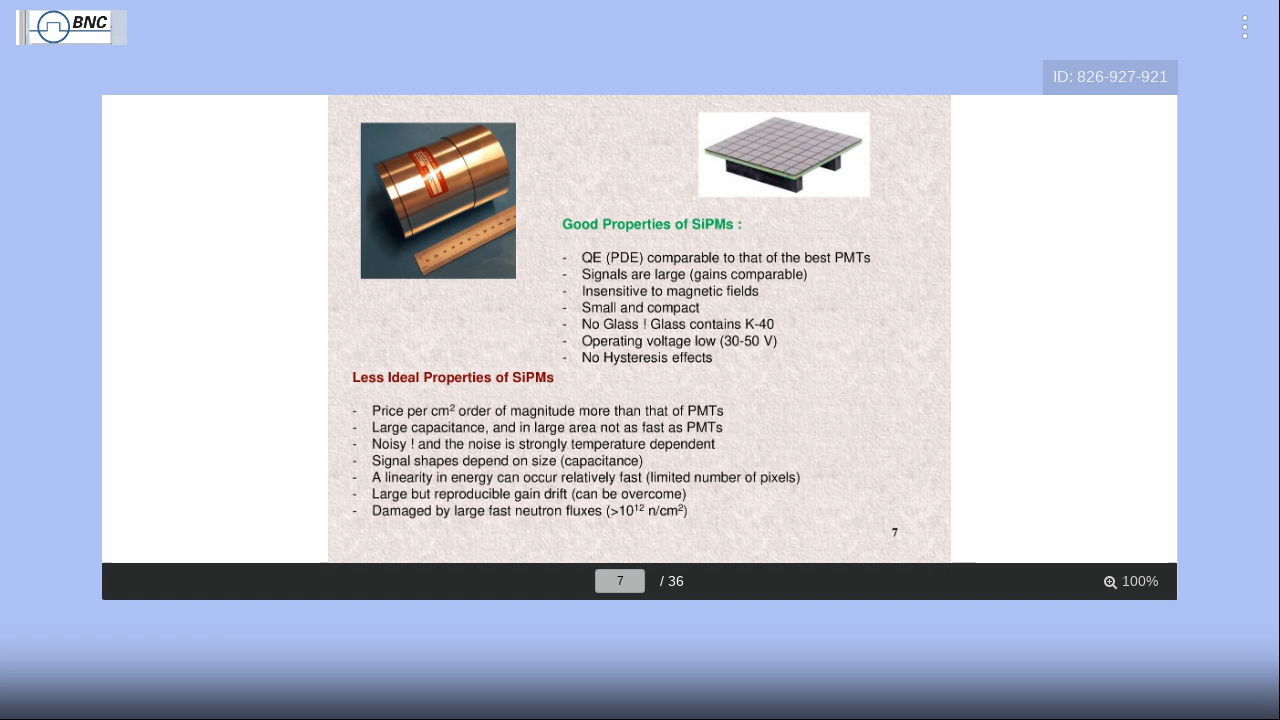 BNC
ID: 826-927-921
Good Properties of SiPMs :
- QE (PDE) comparable to that of the best PMTs
- Signals are large (gains comparable)
- Insensitive to magnetic fields
- Small and compact
- No Glass ! Glass contains K-40
- Operating voltage low (30-50 V)
- No Hysteresis effects
Less Ideal Properties of SiPMs
- Price per cm² order of magnitude more than that of PMTs
- Large capacitance, and in large area not as fast as PMTs
- Noisy ! and the noise is strongly temperature dependent
- Signal shapes depend on size (capacitance)
- A linearity in energy can occur relatively fast (limited number of pixels)
- Large but reproducible gain drift (can be overcome)
- Damaged by large fast neutron fluxes (>10¹² n/cm²)
7
7 / 36
100%